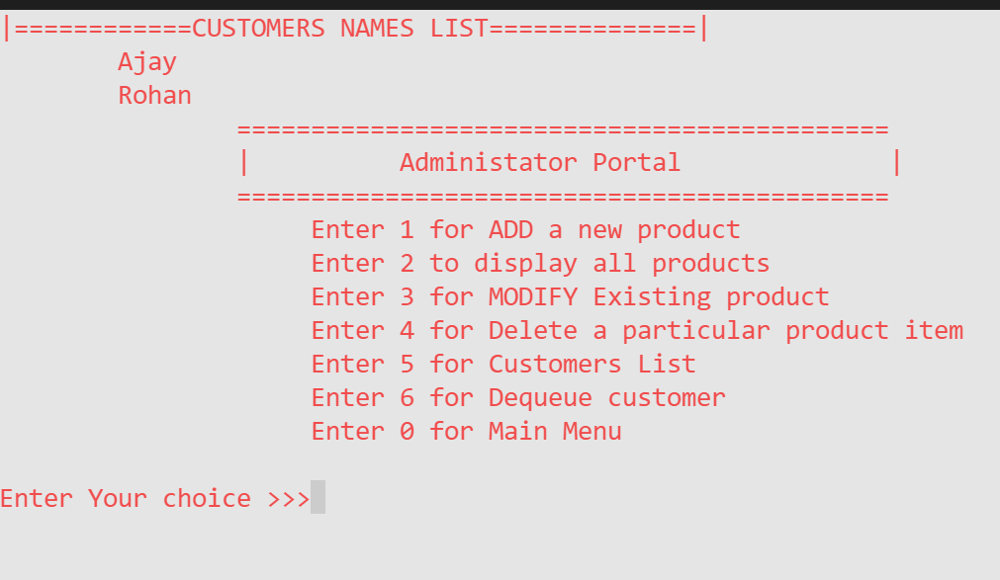 |============CUSTOMERS NAMES LIST==============|
Ajay
Rohan
============================================
| Administator Portal |
============================================
Enter 1 for ADD a new product
Enter 2 to display all products
Enter 3 for MODIFY Existing product
Enter 4 for Delete a particular product item
Enter 5 for Customers List
Enter 6 for Dequeue customer
Enter 0 for Main Menu
Enter Your choice >>>